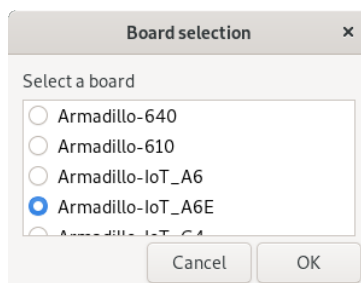 Board selection
×
Select a board
Armadillo-640
Armadillo-610
Armadillo-IoT_A6
Armadillo-IoT_A6E
Cancel
OK